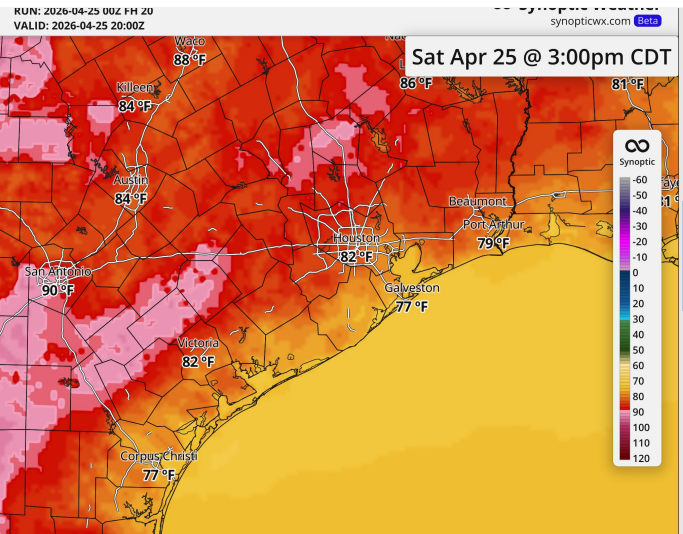 RUN: 2026-04-25 00Z FH 20
VALID: 2026-04-25 20:00Z
synopticwx.com Beta
Sat Apr 25 @ 3:00pm CDT
Waco
88 °F
86 °F
81 °F
Killeen
84 °F
Synoptic
Austin
84 °F
Beaumont
Port Arthur
79 °F
Houston
82 °F
San Antonio
90 °F
Galveston
77 °F
Victoria
82 °F
Corpus Christi
77 °F
-60
-50
-40
-30
-20
-10
0
10
20
30
40
50
60
70
80
90
100
110
120